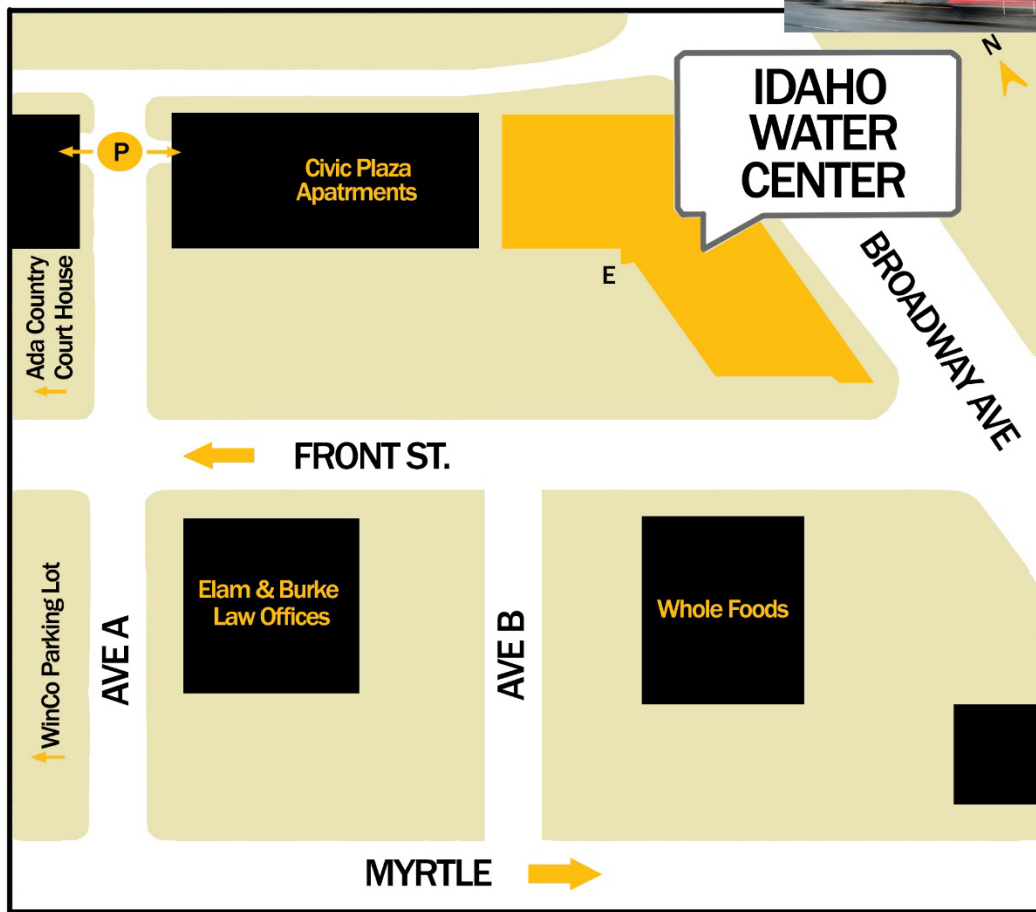 N
IDAHO
WATER
CENTER
P
Civic Plaza
Apatrments
E
BROADWAY AVE
Ada Country
Court House
FRONT ST.
Elam & Burke
Law Offices
Whole Foods
AVE A
AVE B
WinCo Parking Lot
MYRTLE